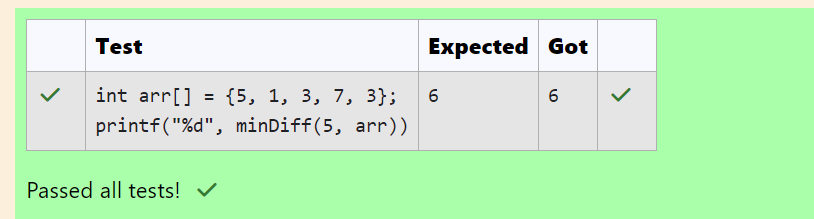 Test Expected Got
int arr[] = {5, 1, 3, 7, 3}; 6 6
printf("%d", minDiff(5, arr))
Passed all tests!